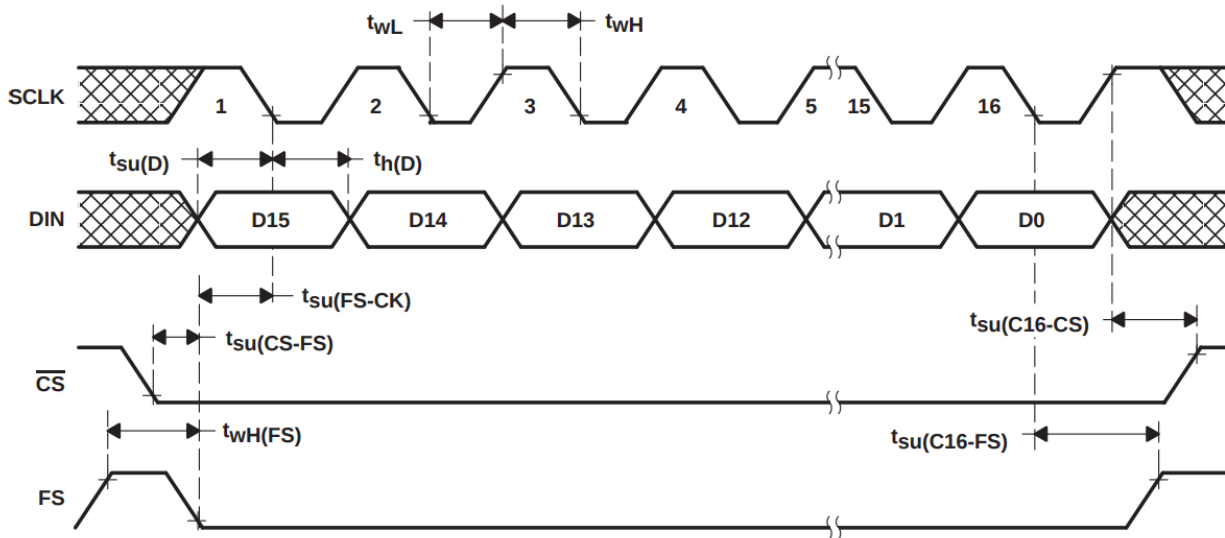 twL twH
SCLK 1 2 3 4 5 15 16
tsu(D) th(D)
DIN D15 D14 D13 D12 D1 D0
tsu(FS-CK)
tsu(C16-CS)
tsu(CS-FS)
CS
twH(FS)
tsu(C16-FS)
FS